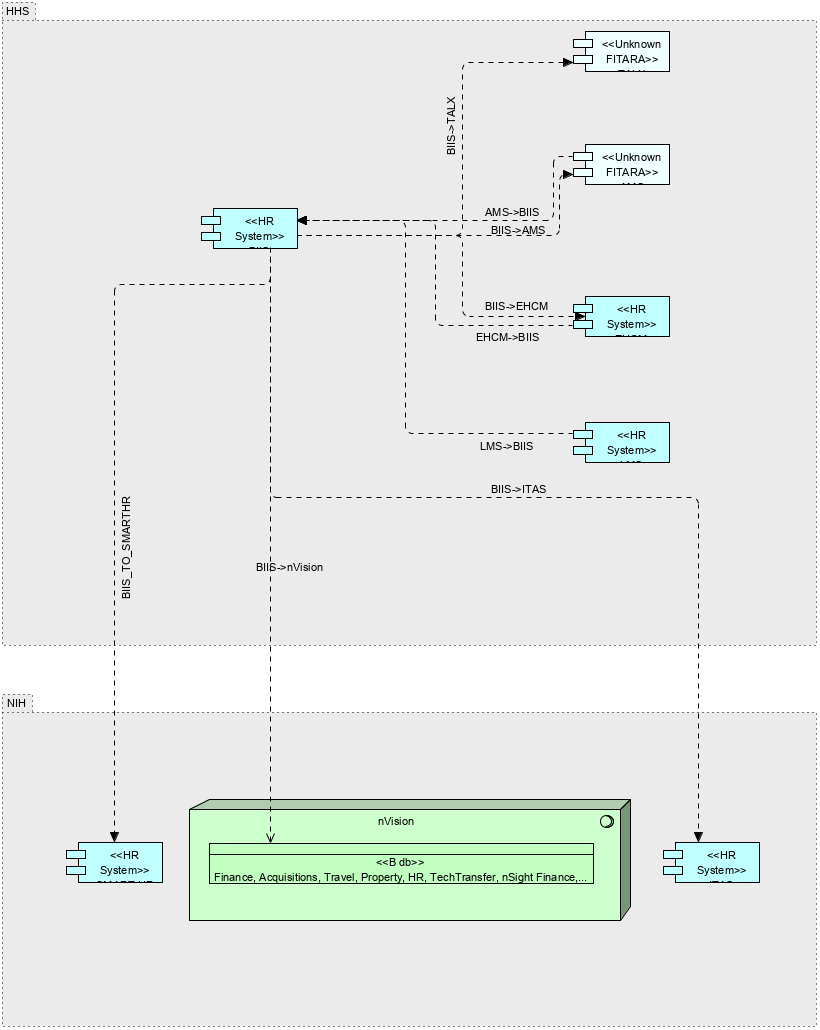 HHS
<<Unknown
FITARA>>
BIIS->TALX
<<Unknown
FITARA>>
AMS->BIIS
BIIS->AMS
<<HR
System>>
BIIS->EHCM
<<HR
System>>
EHCM->BIIS
<<HR
System>>
LMS->BIIS
BIIS->ITAS
BIIS_TO_SMARTHR
BIIS->nVision
NIH
nVision
<<HR
System>>
<<B db>>
Finance, Acquisitions, Travel, Property, HR, TechTransfer, nSight Finance,...
<<HR
System>>